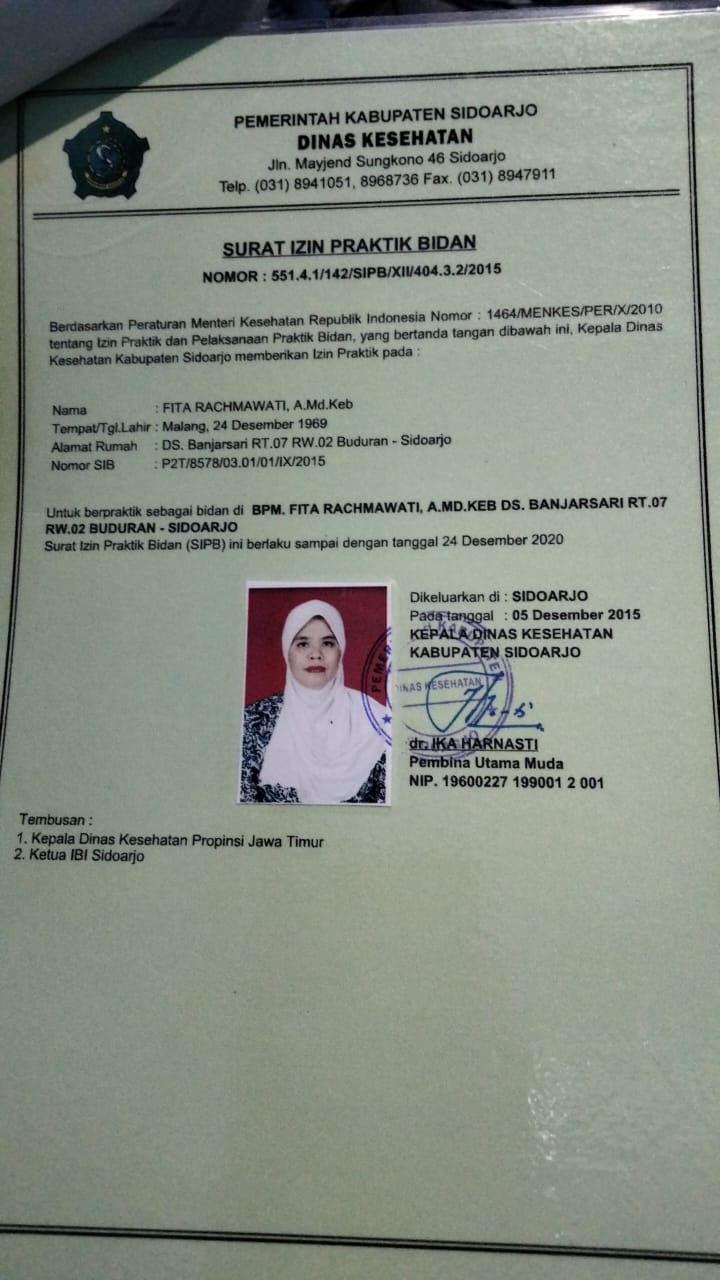 PEMERINTAH KABUPATEN SIDOARJO
DINAS KESEHATAN
Jln. Mayjend Sungkono 46 Sidoarjo
Telp. (031) 8941051, 8968736 Fax. (031) 8947911
SURAT IZIN PRAKTIK BIDAN
NOMOR : 551.4.1/142/SIPB/XII/404.3.2/2015
Berdasarkan Peraturan Menteri Kesehatan Republik Indonesia Nomor : 1464/MENKES/PER/X/2010
tentang Izin Praktik dan Pelaksanaan Praktik Bidan, yang bertanda tangan dibawah ini, Kepala Dinas
Kesehatan Kabupaten Sidoarjo memberikan Izin Praktik pada :
Nama : FITA RACHMAWATI, A.Md.Keb
Tempat/Tgl.Lahir : Malang, 24 Desember 1969
Alamat Rumah : DS. Banjarsari RT.07 RW.02 Buduran - Sidoarjo
Nomor SIB : P2T/8578/03.01/01/IX/2015
Untuk berpraktik sebagai bidan di BPM. FITA RACHMAWATI, A.MD.KEB DS. BANJARSARI RT.07
RW.02 BUDURAN - SIDOARJO
Surat Izin Praktik Bidan (SIPB) ini berlaku sampai dengan tanggal 24 Desember 2020
Dikeluarkan di : SIDOARJO
Pada tanggal : 05 Desember 2015
KEPALA DINAS KESEHATAN
KABUPATEN SIDOARJO
DINAS KESEHATAN
dr. IKA HARNASTI
Pembina Utama Muda
NIP. 19600227 199001 2 001
Tembusan :
1. Kepala Dinas Kesehatan Propinsi Jawa Timur
2. Ketua IBI Sidoarjo